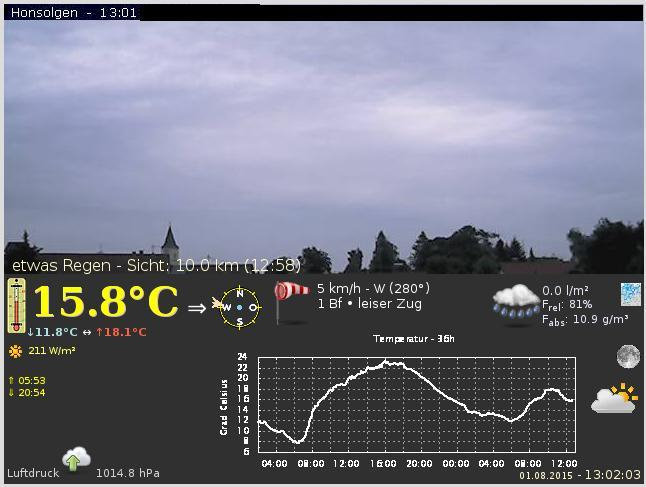 Honsolgen - 13:01
etwas Regen - Sicht: 10.0 km (12:58)
15.8°C ⇒
N
W O
S
5 km/h - W (280°)
1 Bf • leiser Zug
0.0 l/m²
Frel: 81%
Fabs: 10.9 g/m³
↓11.8°C ↔ ↑18.1°C
211 W/m²
⇑ 05:53
⇓ 20:54
Temperatur - 36h
Grad Celsius
24
22
20
18
16
14
12
10
8
6
04:00 08:00 12:00 16:00 20:00 00:00 04:00 08:00 12:00
Luftdruck 1014.8 hPa
01.08.2015 - 13:02:03